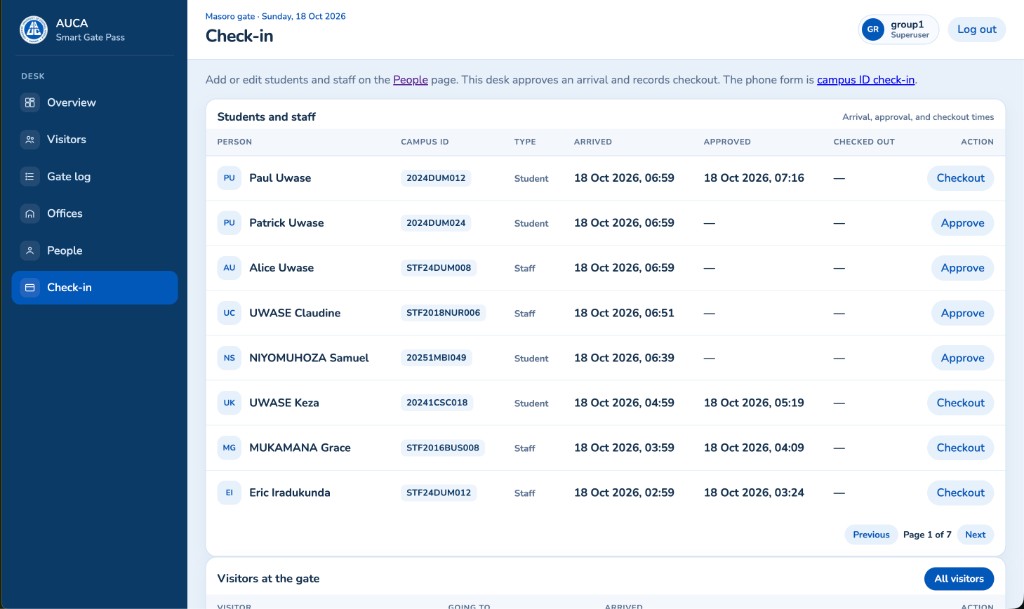 AUCA
Smart Gate Pass
DESK
Overview
Visitors
Gate log
Offices
People
Check-in
Masoro gate · Sunday, 18 Oct 2026
Check-in
GR group1
Superuser
Log out
Add or edit students and staff on the People page. This desk approves an arrival and records checkout. The phone form is campus ID check-in.
Students and staff Arrival, approval, and checkout times
PERSON CAMPUS ID TYPE ARRIVED APPROVED CHECKED OUT ACTION
PU Paul Uwase 2024DUM012 Student 18 Oct 2026, 06:59 18 Oct 2026, 07:16 — Checkout
PU Patrick Uwase 2024DUM024 Student 18 Oct 2026, 06:59 — — Approve
AU Alice Uwase STF24DUM008 Staff 18 Oct 2026, 06:59 — — Approve
UC UWASE Claudine STF2018NUR006 Staff 18 Oct 2026, 06:51 — — Approve
NS NIYOMUHOZA Samuel 20251MBI049 Student 18 Oct 2026, 06:39 — — Approve
UK UWASE Keza 20241CSC018 Student 18 Oct 2026, 04:59 18 Oct 2026, 05:19 — Checkout
MG MUKAMANA Grace STF2016BUS008 Staff 18 Oct 2026, 03:59 18 Oct 2026, 04:09 — Checkout
EI Eric Iradukunda STF24DUM012 Staff 18 Oct 2026, 02:59 18 Oct 2026, 03:24 — Checkout
Previous Page 1 of 7 Next
Visitors at the gate All visitors
VISITOR GOING TO ARRIVED ACTION